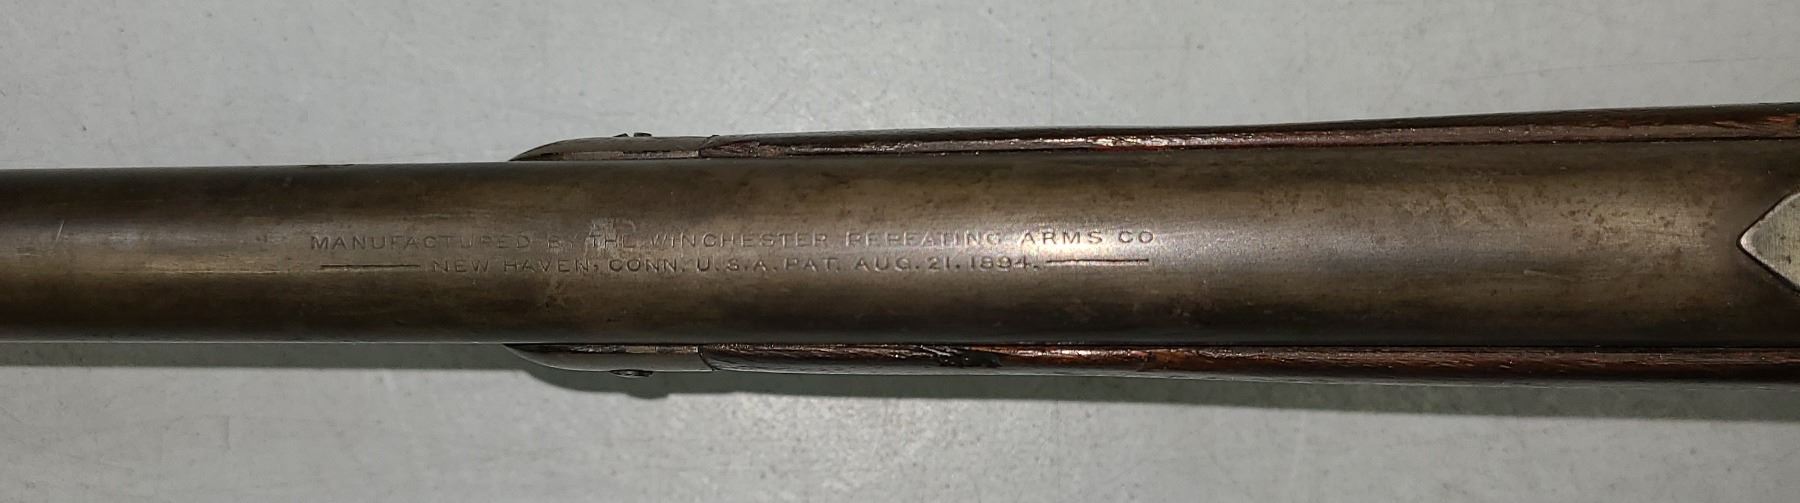 MANUFACTURED BY THE WINCHESTER REPEATING ARMS CO
NEW HAVEN, CONN. U.S.A. PAT. AUG. 21. 1894.